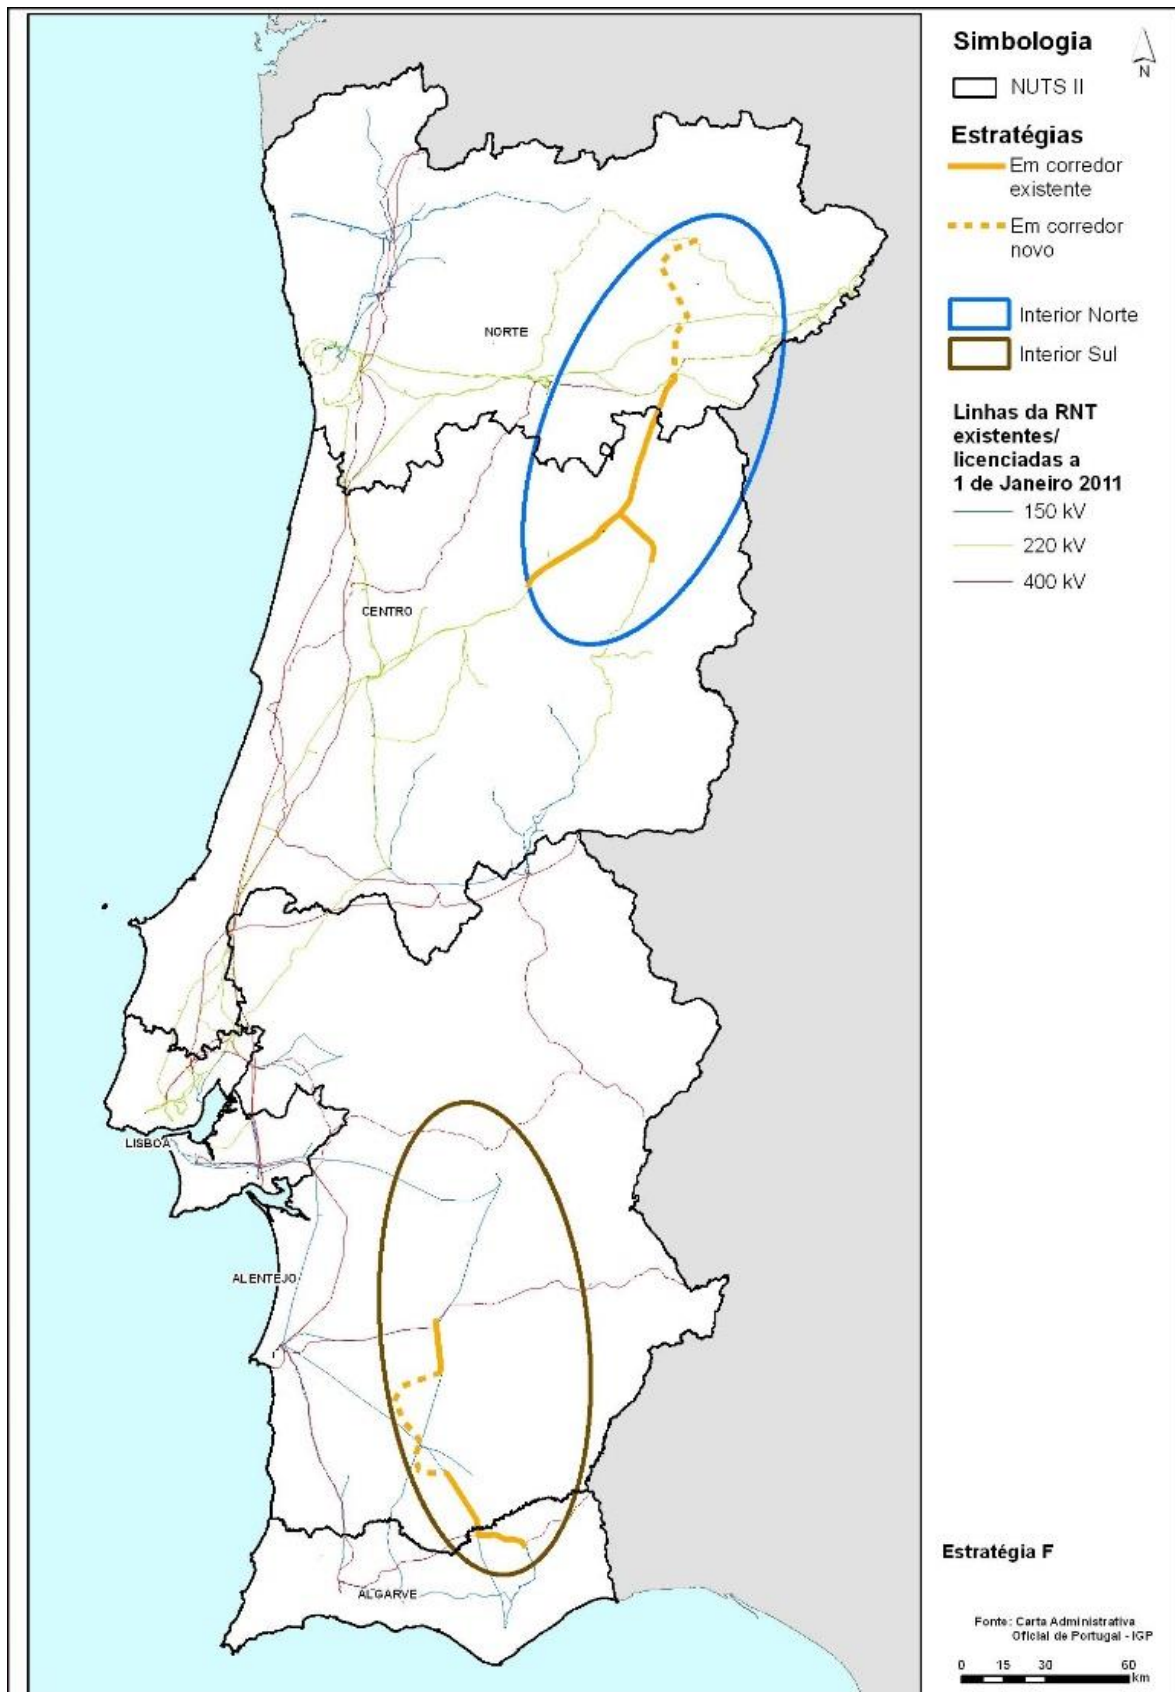 Simbologia
N
NUTS II
Estratégias
Em corredor
existente
Em corredor
novo
Interior Norte
Interior Sul
Linhas da RNT
existentes/
licenciadas a
1 de Janeiro 2011
150 kV
220 kV
400 kV
NORTE
CENTRO
LISBOA
ALENTEJO
ALGARVE
Estratégia F
Fonte: Carta Administrativa
Oficial de Portugal - IGP
0 15 30 60
km